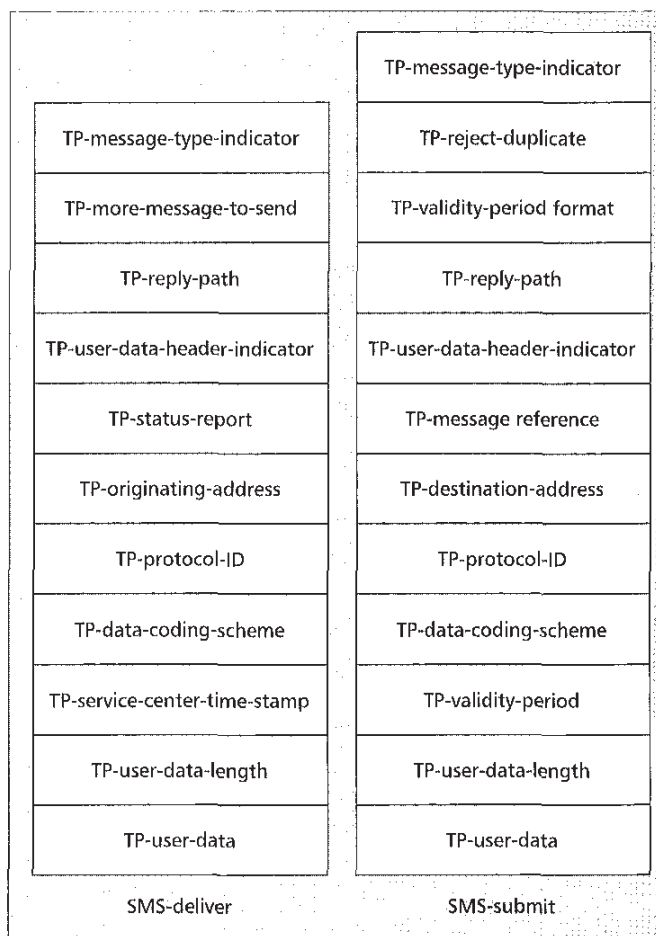 TP-message-type-indicator
TP-more-message-to-send
TP-reply-path
TP-user-data-header-indicator
TP-status-report
TP-originating-address
TP-protocol-ID
TP-data-coding-scheme
TP-service-center-time-stamp
TP-user-data-length
TP-user-data
SMS-deliver
TP-message-type-indicator
TP-reject-duplicate
TP-validity-period format
TP-reply-path
TP-user-data-header-indicator
TP-message reference
TP-destination-address
TP-protocol-ID
TP-data-coding-scheme
TP-validity-period
TP-user-data-length
TP-user-data
SMS-submit